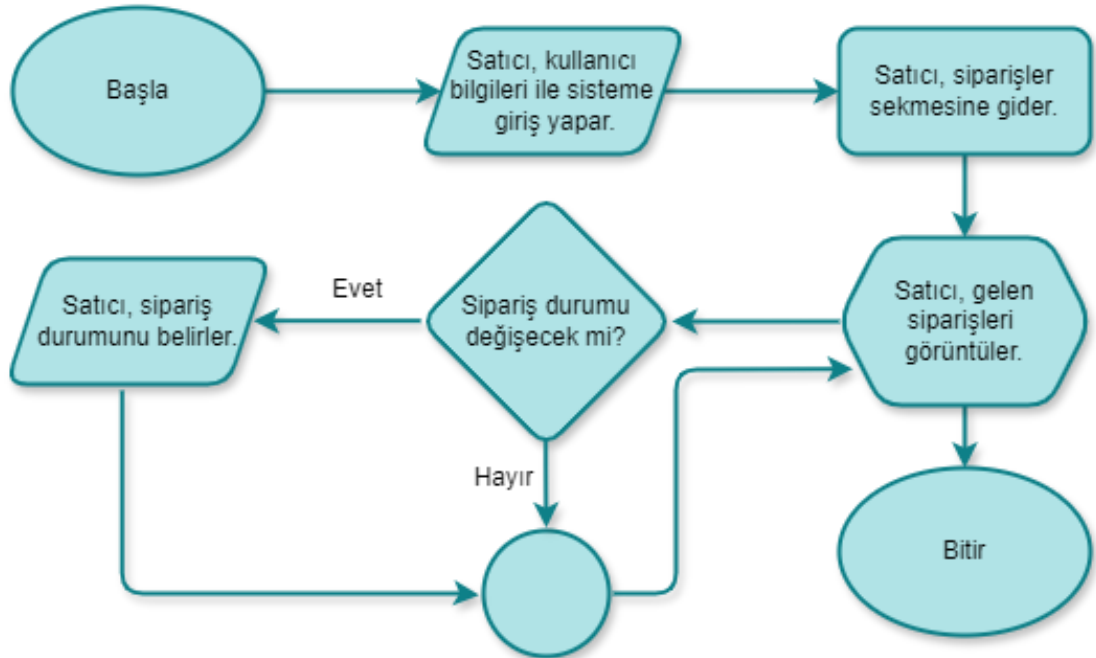 Başla
Satıcı, kullanıcı
bilgileri ile sisteme
giriş yapar.
Satıcı, siparişler
sekmesine gider.
Satıcı, gelen
siparişleri
görüntüler.
Sipariş durumu
değişecek mi?
Evet
Satıcı, sipariş
durumunu belirler.
Hayır
Bitir